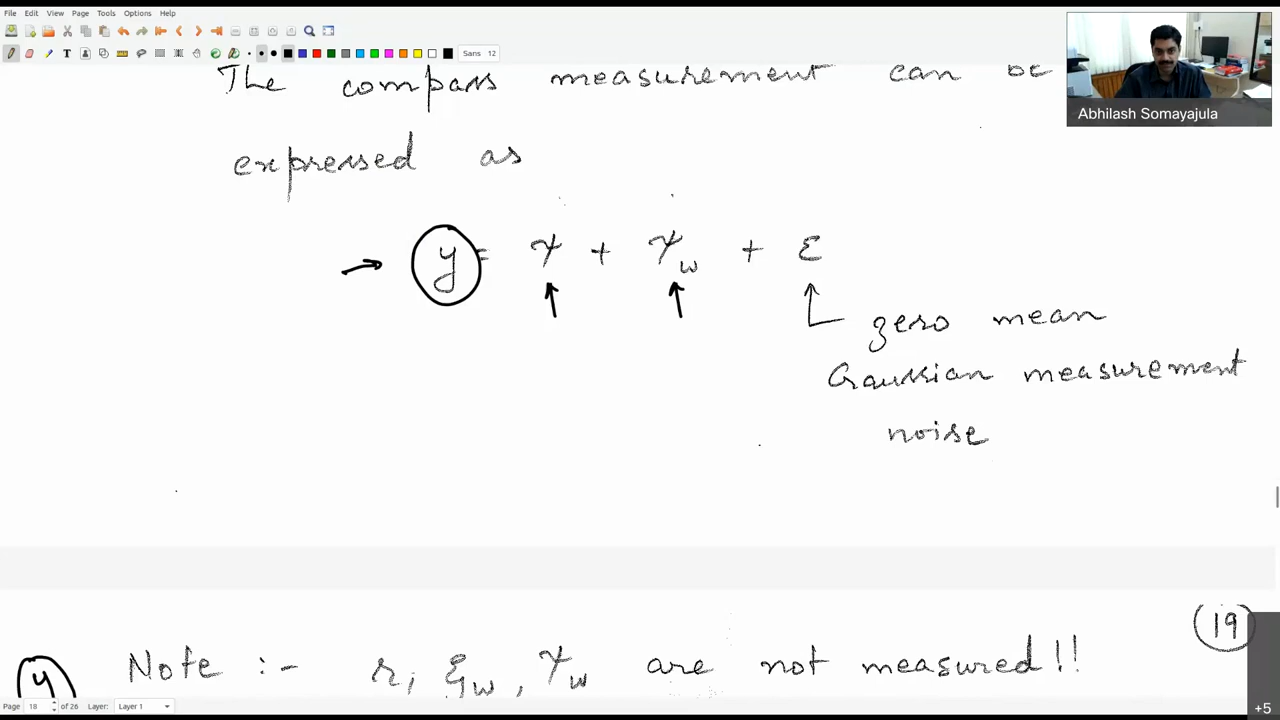 File Edit View Page Tools Options Help
T
Sans 12
Abhilash Somayajula
The compass measurement can be
expressed as
y = ψ + ψw + ε
zero mean
Gaussian measurement
noise
19
Note :- r, ξw, ψw are not measured!!
y
Page 18 of 26 Layer: Layer 1
+5